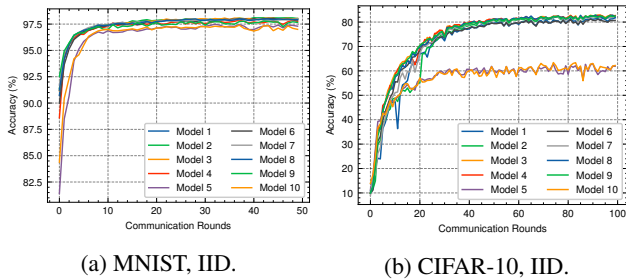 97.5
95.0
92.5
90.0
87.5
85.0
82.5
Accuracy (%)
Model 1
Model 2
Model 3
Model 4
Model 5
Model 6
Model 7
Model 8
Model 9
Model 10
0 10 20 30 40 50
Communication Rounds
(a) MNIST, IID.
80
70
60
50
40
30
20
10
Accuracy (%)
Model 1
Model 2
Model 3
Model 4
Model 5
Model 6
Model 7
Model 8
Model 9
Model 10
0 20 40 60 80 100
Communication Rounds
(b) CIFAR-10, IID.